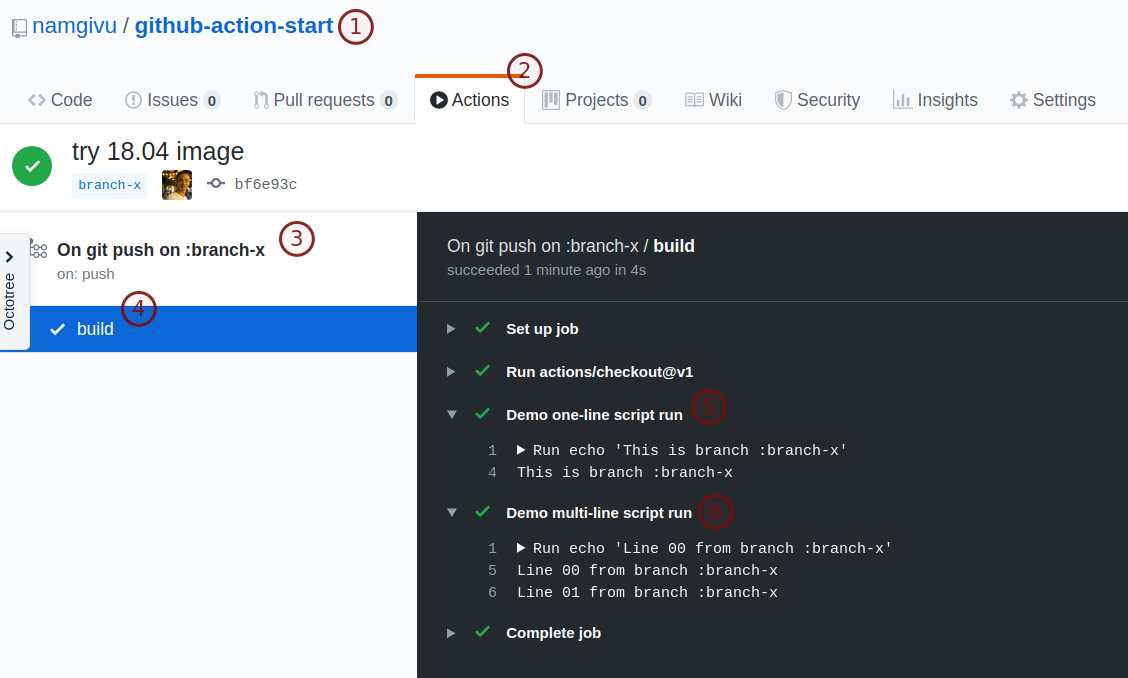 namgivu / github-action-start 1
2
Code Issues 0 Pull requests 0 Actions Projects 0 Wiki Security Insights Settings
try 18.04 image
branch-x bf6e93c
On git push on :branch-x 3
on: push
Octotree
4
build
On git push on :branch-x / build
succeeded 1 minute ago in 4s
Set up job
Run actions/checkout@v1
Demo one-line script run 5
1 Run echo 'This is branch :branch-x'
4 This is branch :branch-x
Demo multi-line script run 6
1 Run echo 'Line 00 from branch :branch-x'
5 Line 00 from branch :branch-x
6 Line 01 from branch :branch-x
Complete job